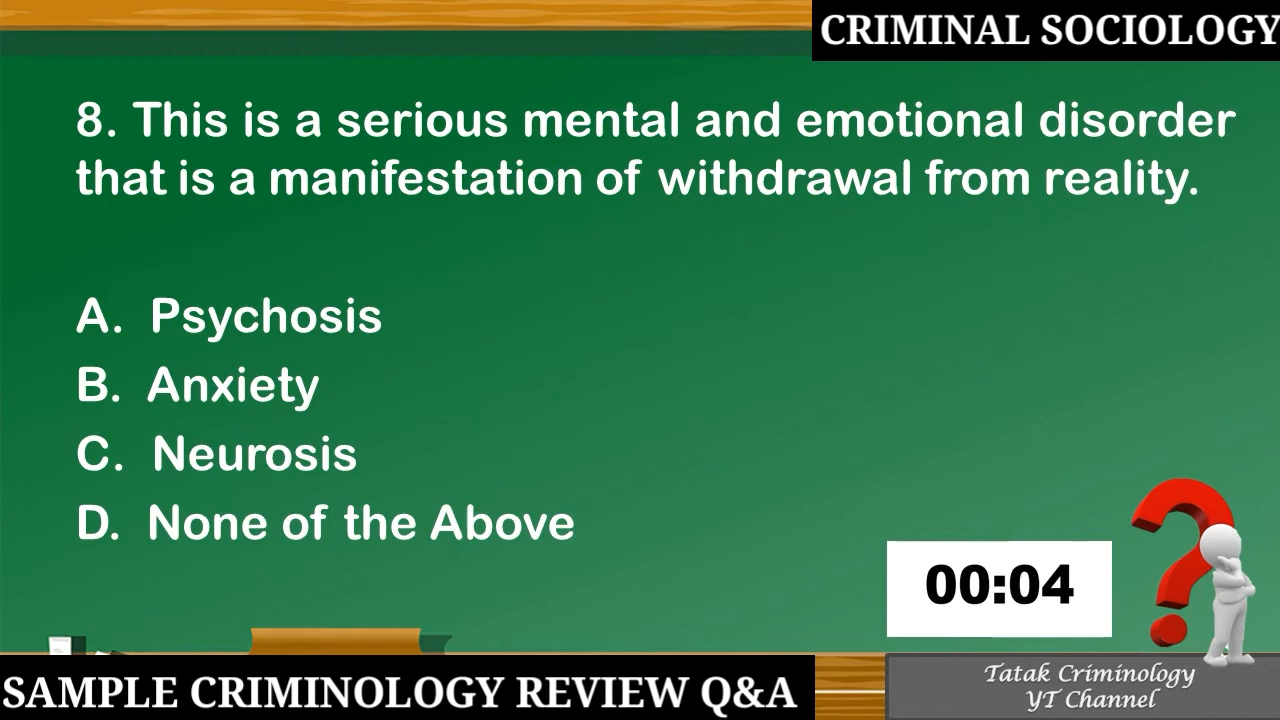 CRIMINAL SOCIOLOGY
8. This is a serious mental and emotional disorder
that is a manifestation of withdrawal from reality.
A. Psychosis
B. Anxiety
C. Neurosis
D. None of the Above
00:04
SAMPLE CRIMINOLOGY REVIEW Q&A
Tatak Criminology
YT Channel